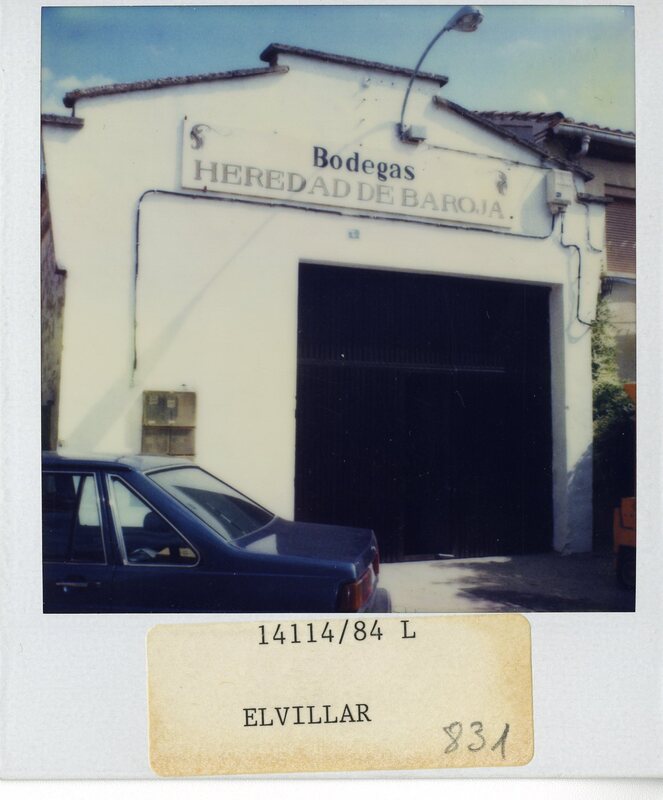 Bodegas
HEREDAD DE BAROJA.
14114/84 L
ELVILLAR
831